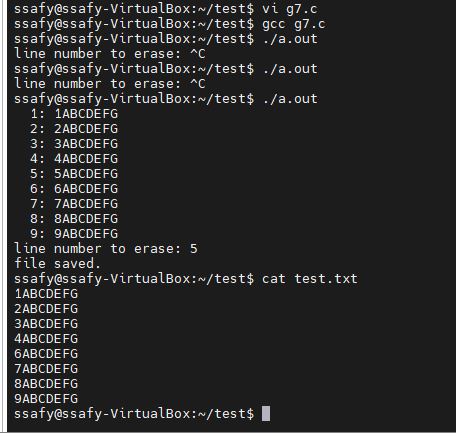 ssafy@ssafy-VirtualBox:~/test$ vi g7.c
ssafy@ssafy-VirtualBox:~/test$ gcc g7.c
ssafy@ssafy-VirtualBox:~/test$ ./a.out
line number to erase: ^C
ssafy@ssafy-VirtualBox:~/test$ ./a.out
line number to erase: ^C
ssafy@ssafy-VirtualBox:~/test$ ./a.out
  1: 1ABCDEFG
  2: 2ABCDEFG
  3: 3ABCDEFG
  4: 4ABCDEFG
  5: 5ABCDEFG
  6: 6ABCDEFG
  7: 7ABCDEFG
  8: 8ABCDEFG
  9: 9ABCDEFG
line number to erase: 5
file saved.
ssafy@ssafy-VirtualBox:~/test$ cat test.txt
1ABCDEFG
2ABCDEFG
3ABCDEFG
4ABCDEFG
6ABCDEFG
7ABCDEFG
8ABCDEFG
9ABCDEFG
ssafy@ssafy-VirtualBox:~/test$